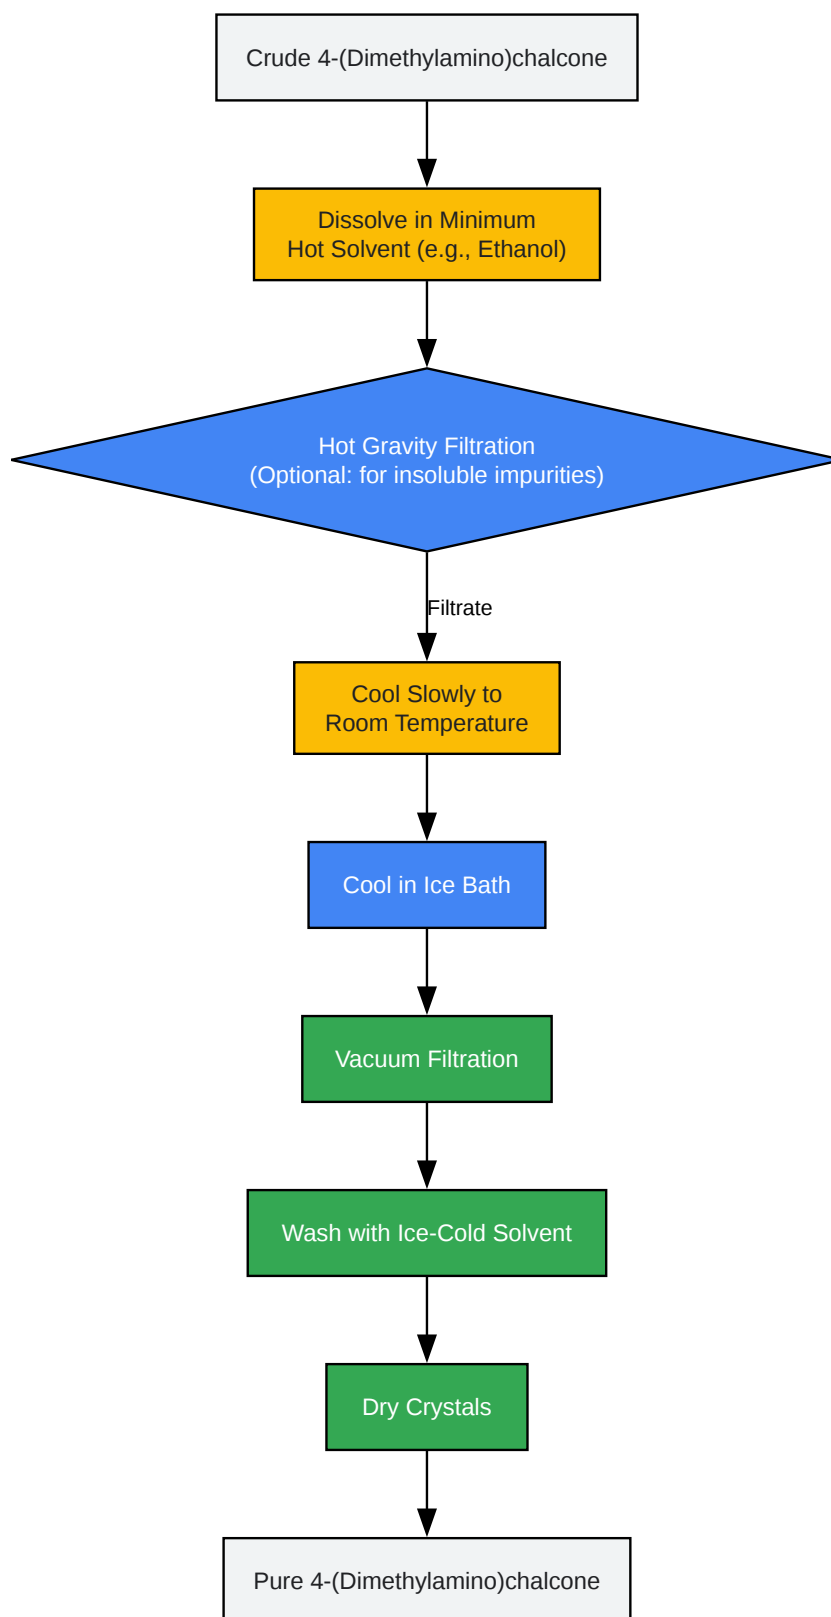 Crude 4-(Dimethylamino)chalcone
Dissolve in Minimum
Hot Solvent (e.g., Ethanol)
Hot Gravity Filtration
(Optional: for insoluble impurities)
Filtrate
Cool Slowly to
Room Temperature
Cool in Ice Bath
Vacuum Filtration
Wash with Ice-Cold Solvent
Dry Crystals
Pure 4-(Dimethylamino)chalcone